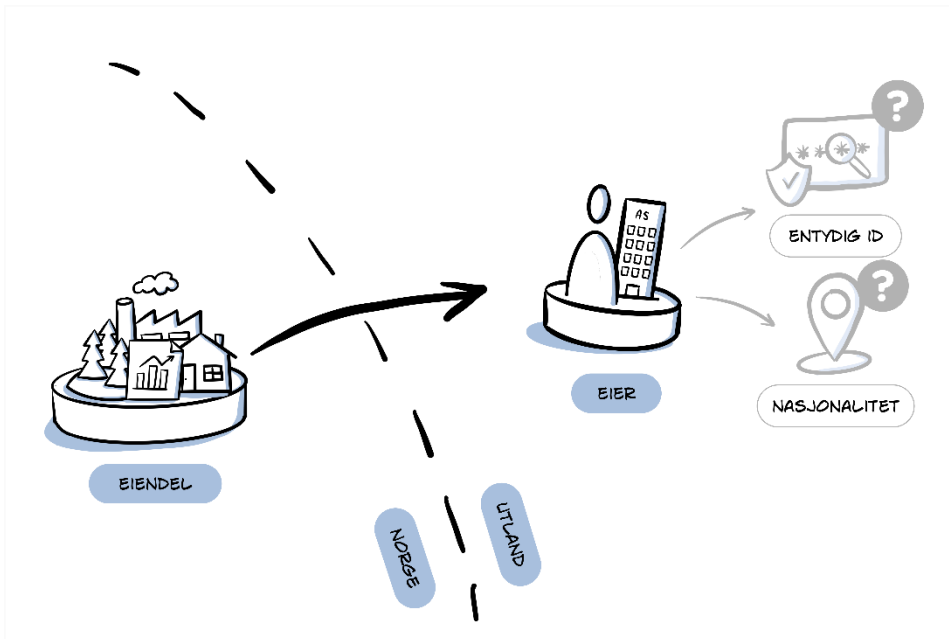 ?
AS
* * * *
ENTYDIG ID
?
EIER
NASJONALITET
EIENDEL
NORGE
UTLAND